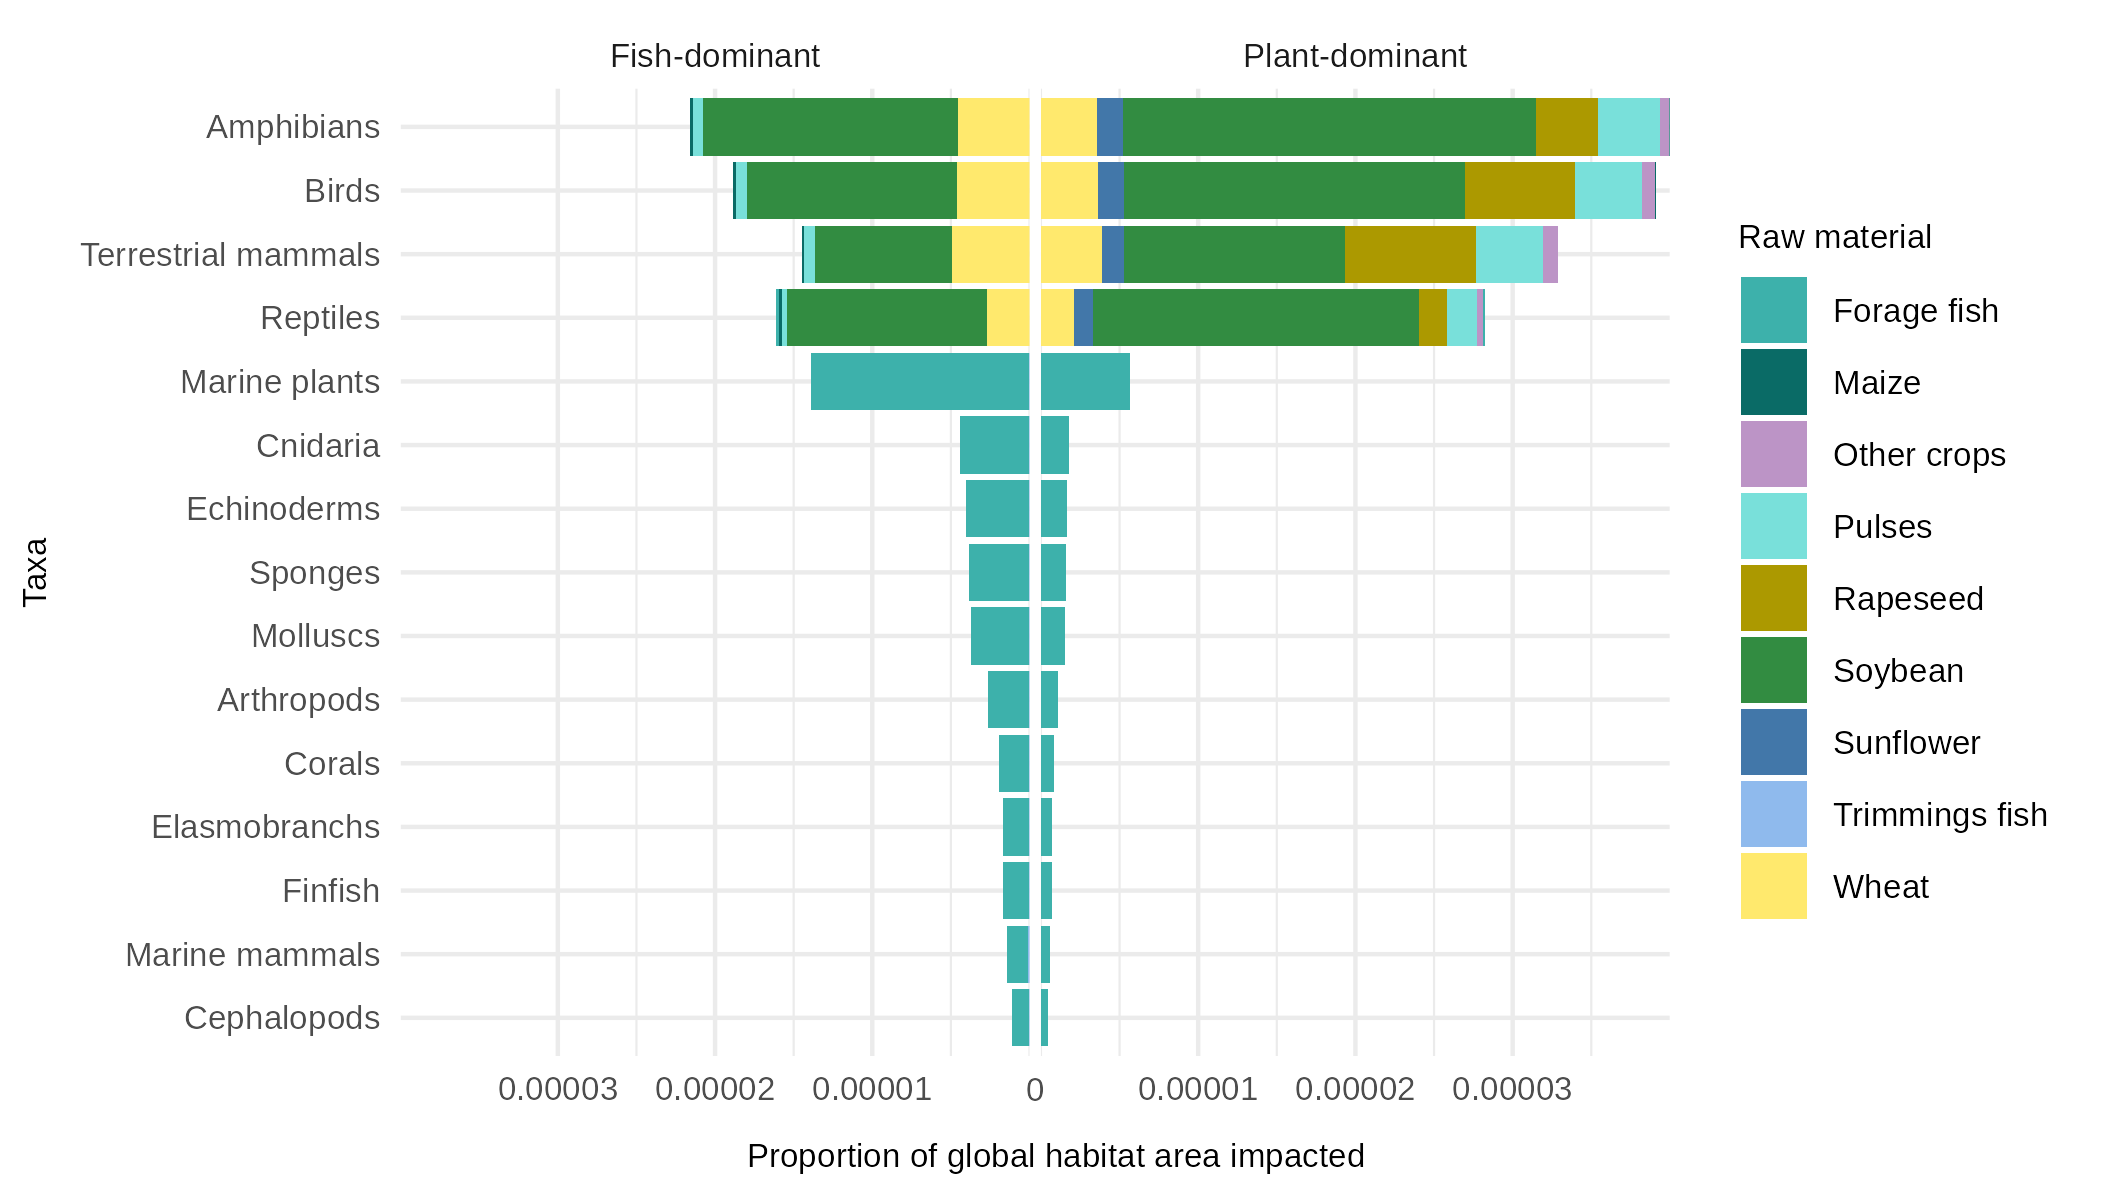 Fish-dominant
Plant-dominant
Amphibians
Birds
Terrestrial mammals
Reptiles
Marine plants
Cnidaria
Echinoderms
Sponges
Molluscs
Arthropods
Corals
Elasmobranchs
Finfish
Marine mammals
Cephalopods
Taxa
0.00003 0.00002 0.00001 0 0.00001 0.00002 0.00003
Proportion of global habitat area impacted
Raw material
Forage fish
Maize
Other crops
Pulses
Rapeseed
Soybean
Sunflower
Trimmings fish
Wheat